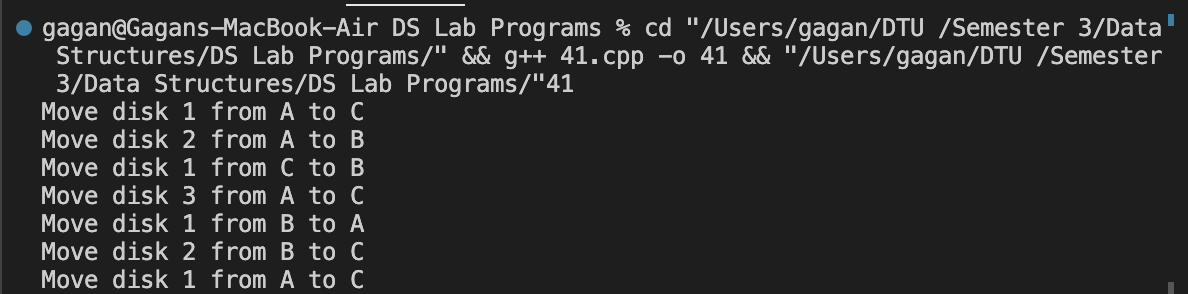 gagan@Gagans-MacBook-Air DS Lab Programs % cd "/Users/gagan/DTU /Semester 3/Data
Structures/DS Lab Programs/" && g++ 41.cpp -o 41 && "/Users/gagan/DTU /Semester
3/Data Structures/DS Lab Programs/"41
Move disk 1 from A to C
Move disk 2 from A to B
Move disk 1 from C to B
Move disk 3 from A to C
Move disk 1 from B to A
Move disk 2 from B to C
Move disk 1 from A to C